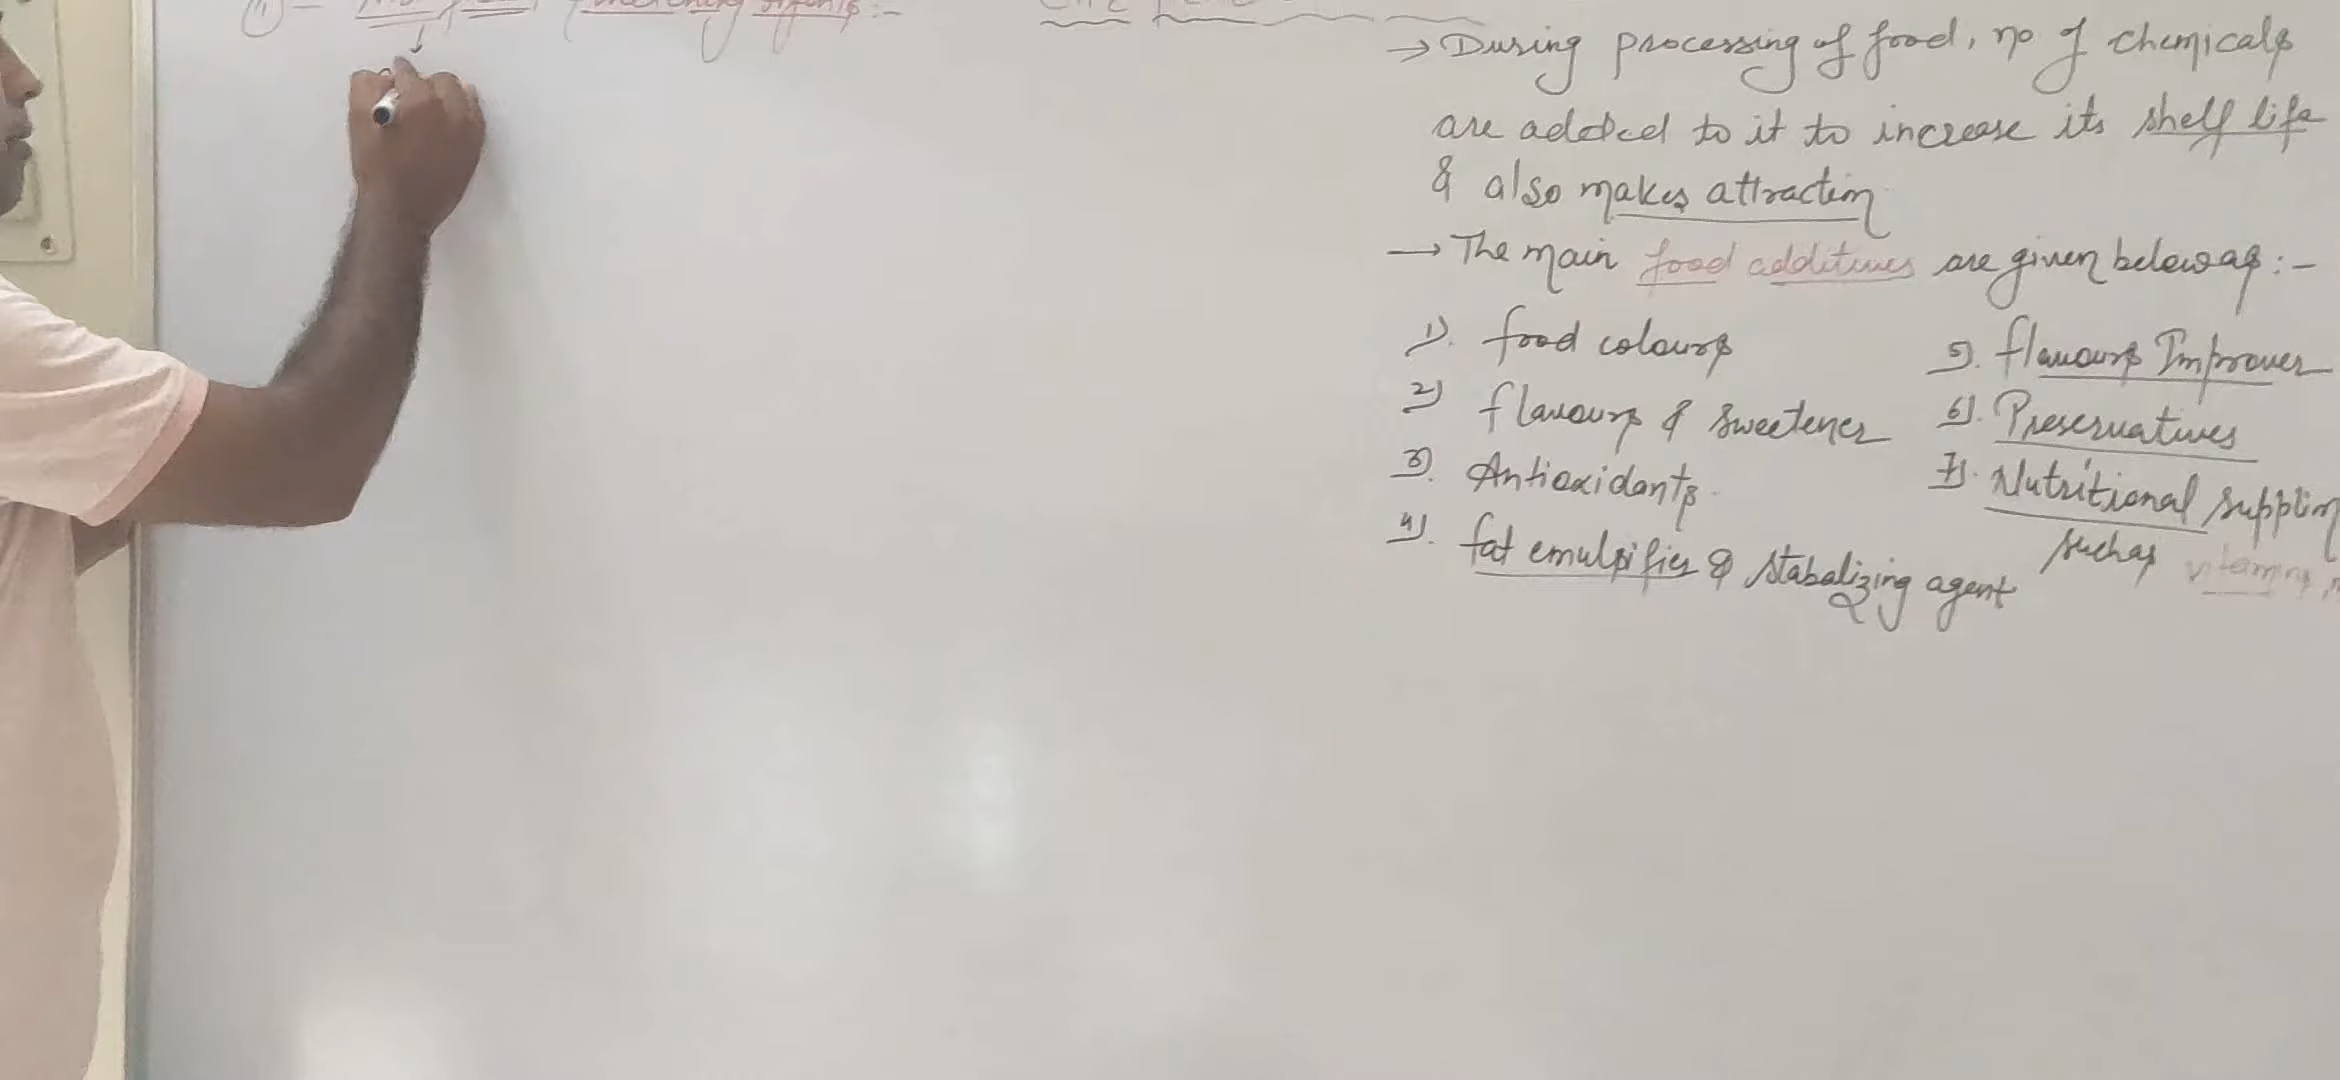 Sweetening Agents :-
→ During processing of food, no of chemicals
are added to it to increase its shelf life
& also makes attraction
→ The main food additives are given below as :-
1). food colours
2) flavours & sweetener
3). Antioxidants.
4). fat emulsifier & stabalizing agent
5). flavours Improver
6). Preservatives
7). Nutritional
such as vitamins